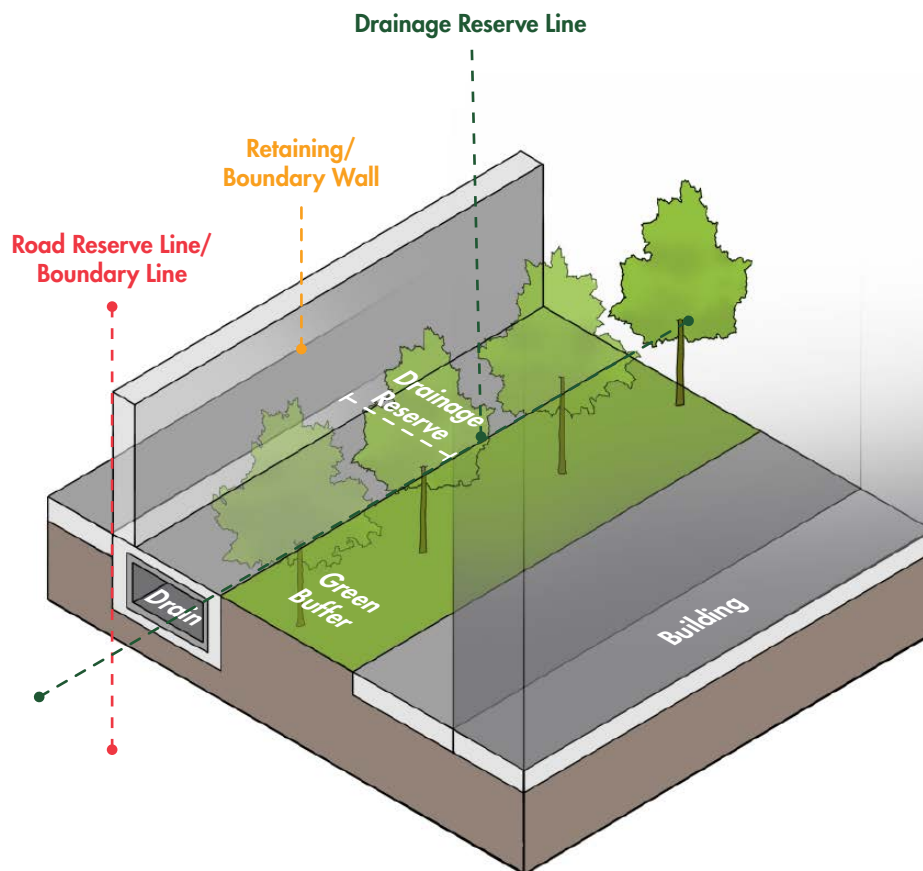 Drainage Reserve Line
Retaining/
Boundary Wall
Road Reserve Line/
Boundary Line
Drainage
Reserve
Drain
Green
Buffer
Building